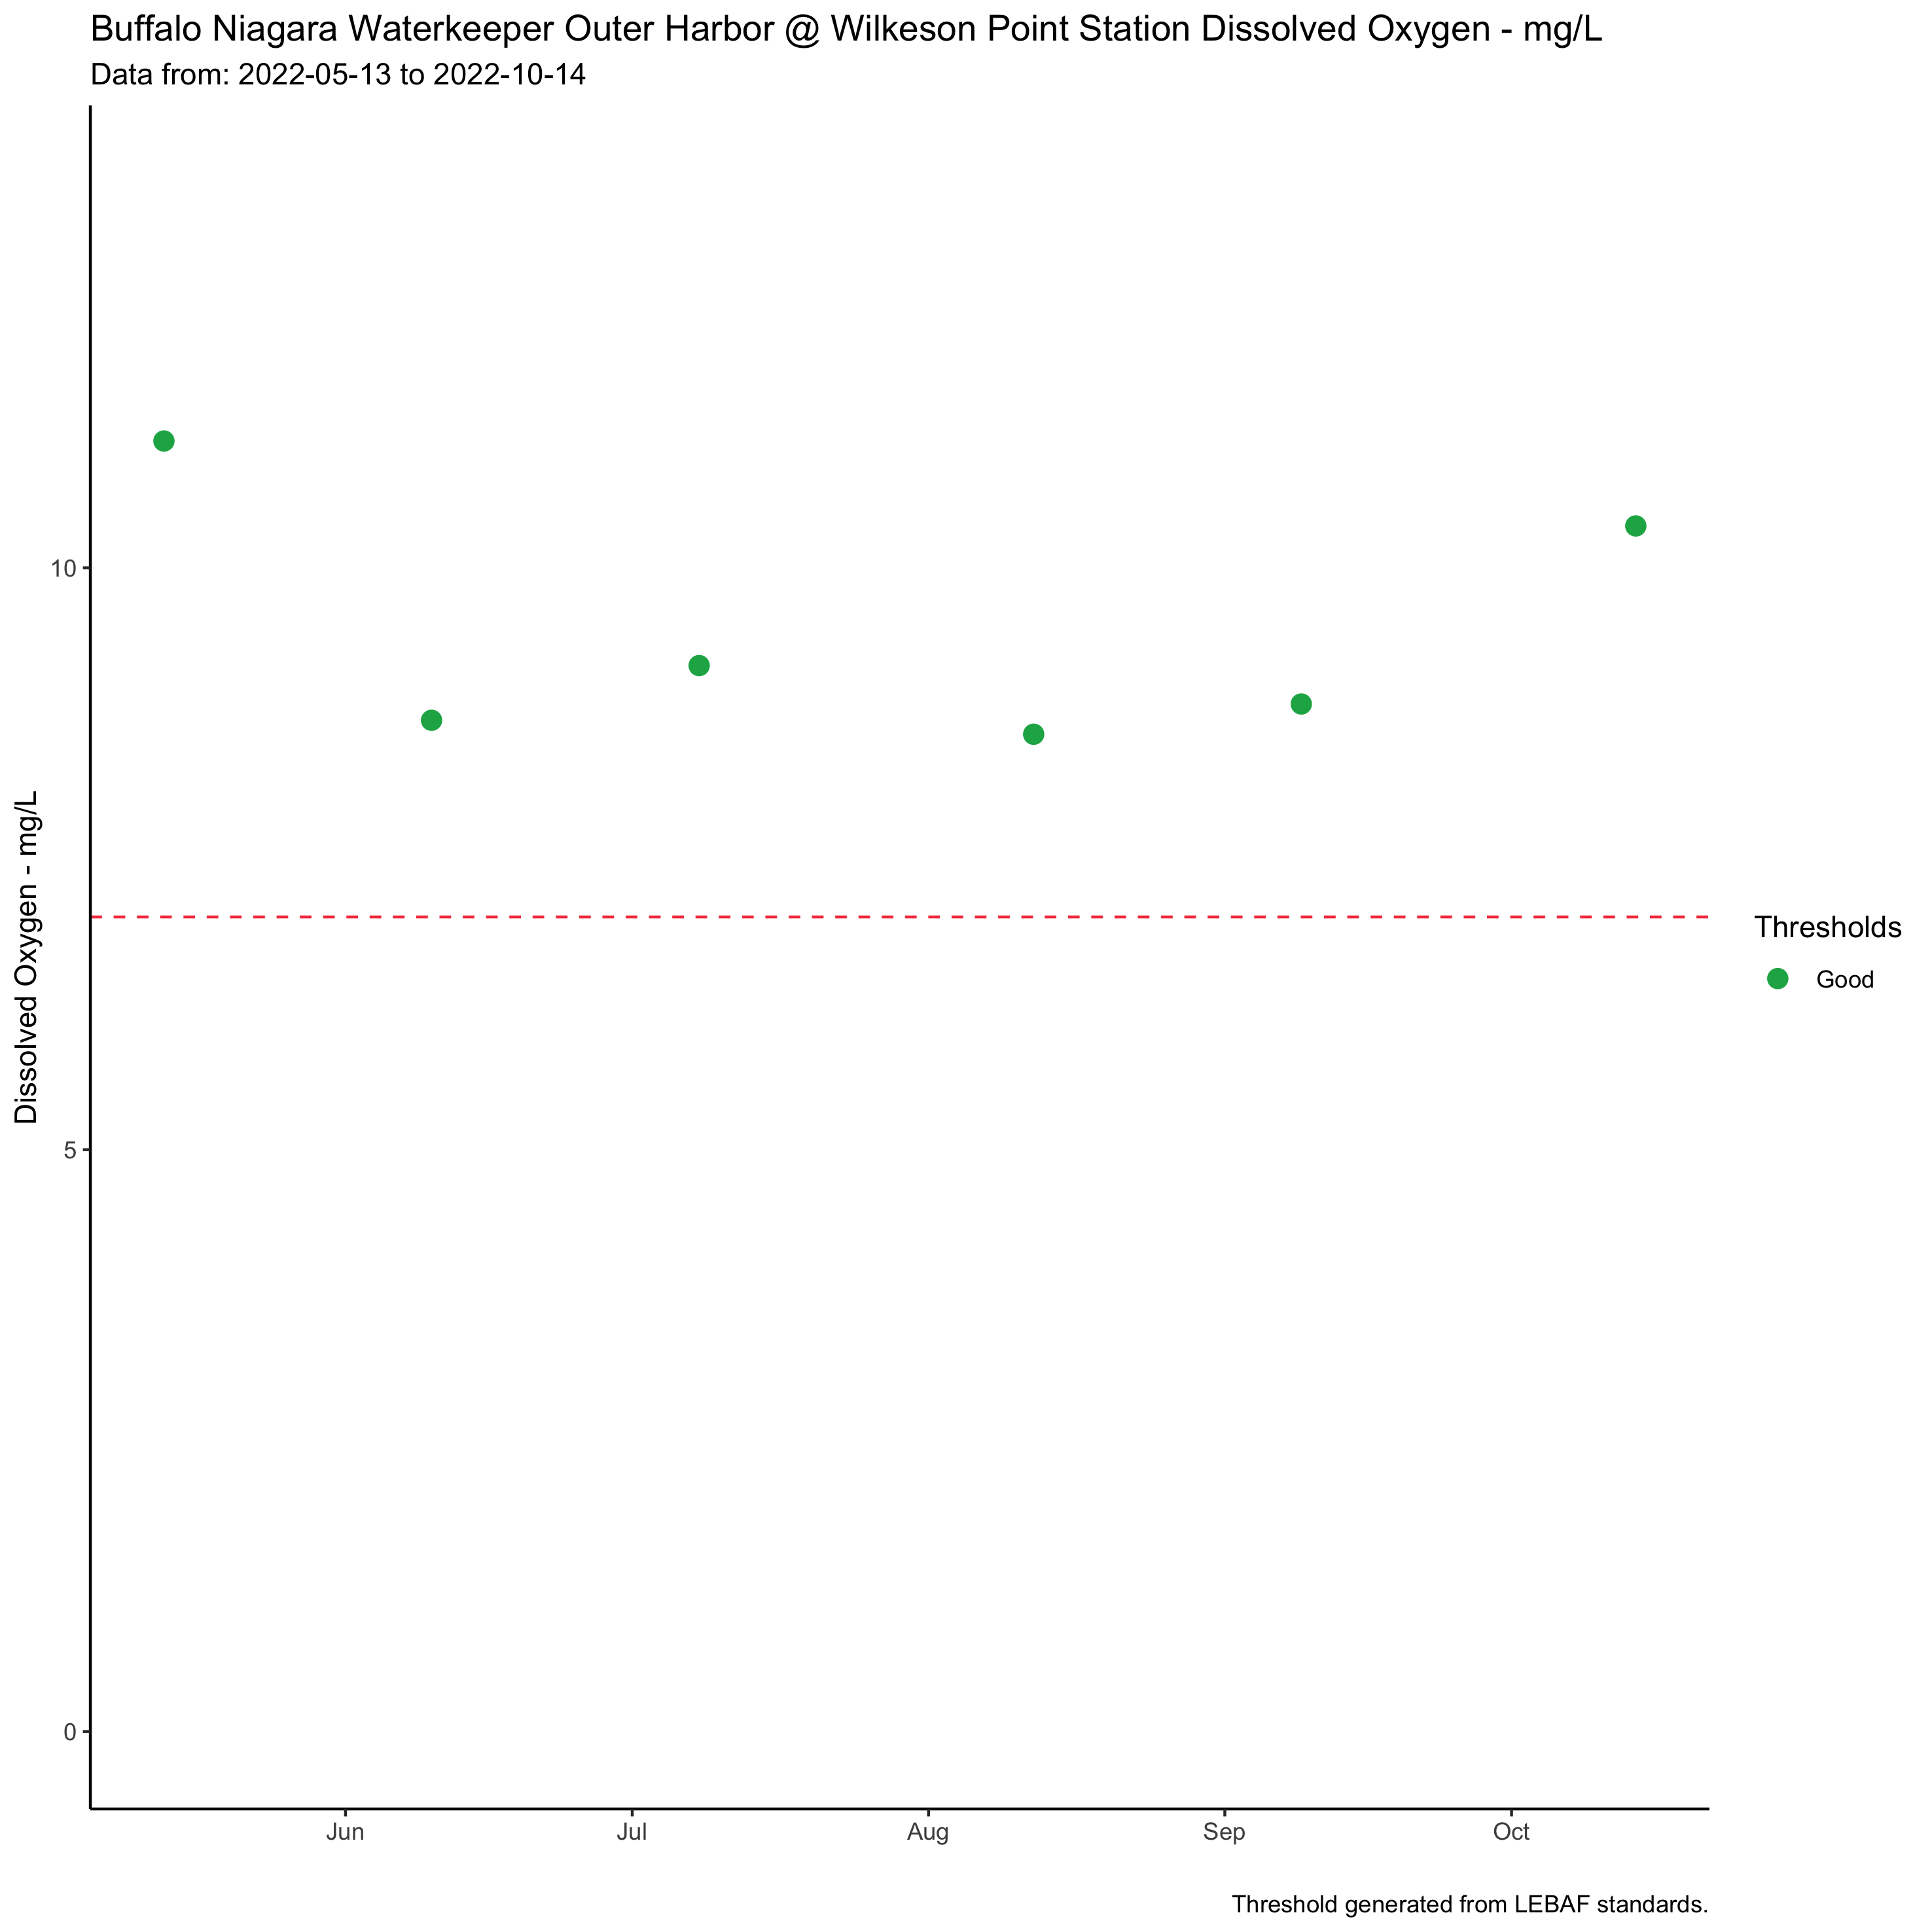 Buffalo Niagara Waterkeeper Outer Harbor @ Wilkeson Point Station Dissolved Oxygen - mg/L
Data from: 2022-05-13 to 2022-10-14
Dissolved Oxygen - mg/L
10
5
0
Jun Jul Aug Sep Oct
Thresholds
Good
Threshold generated from LEBAF standards.